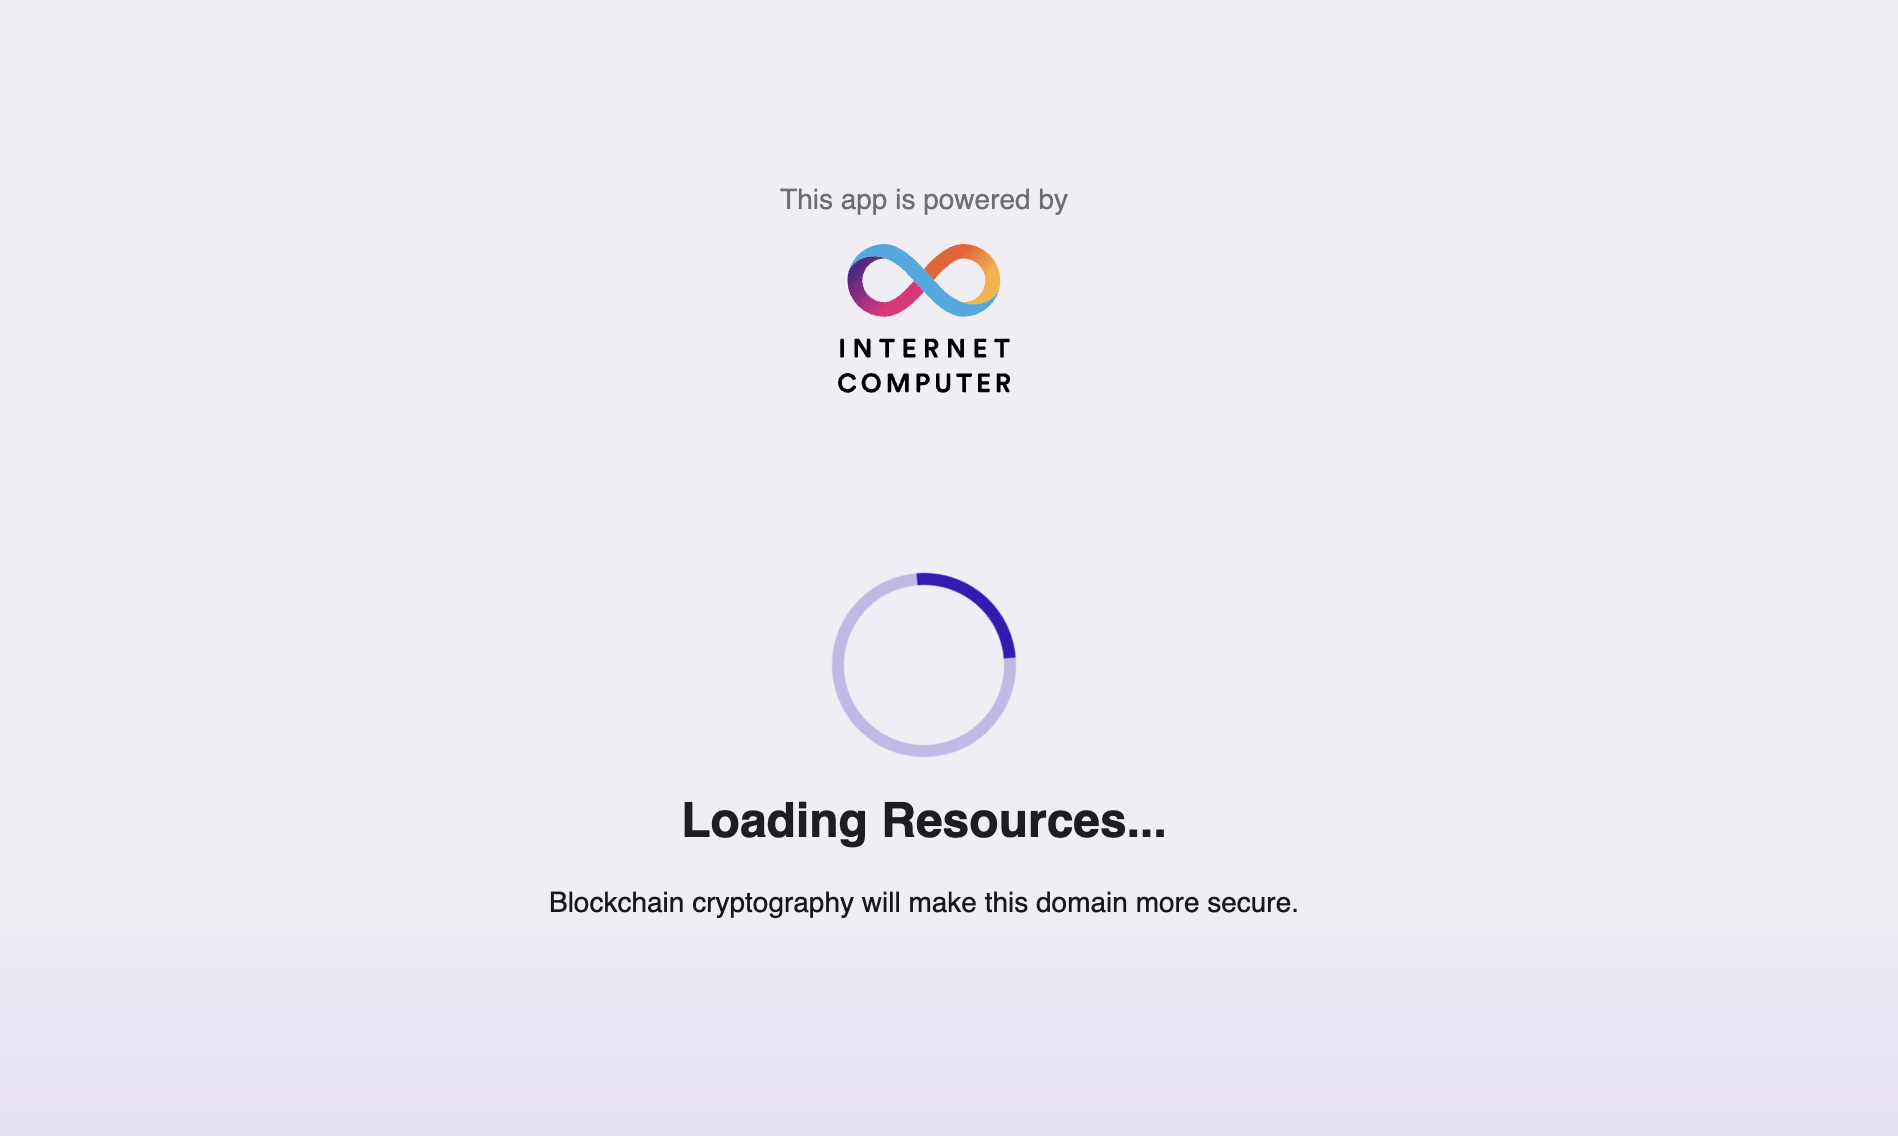 This app is powered by
INTERNET
COMPUTER
Loading Resources...
Blockchain cryptography will make this domain more secure.